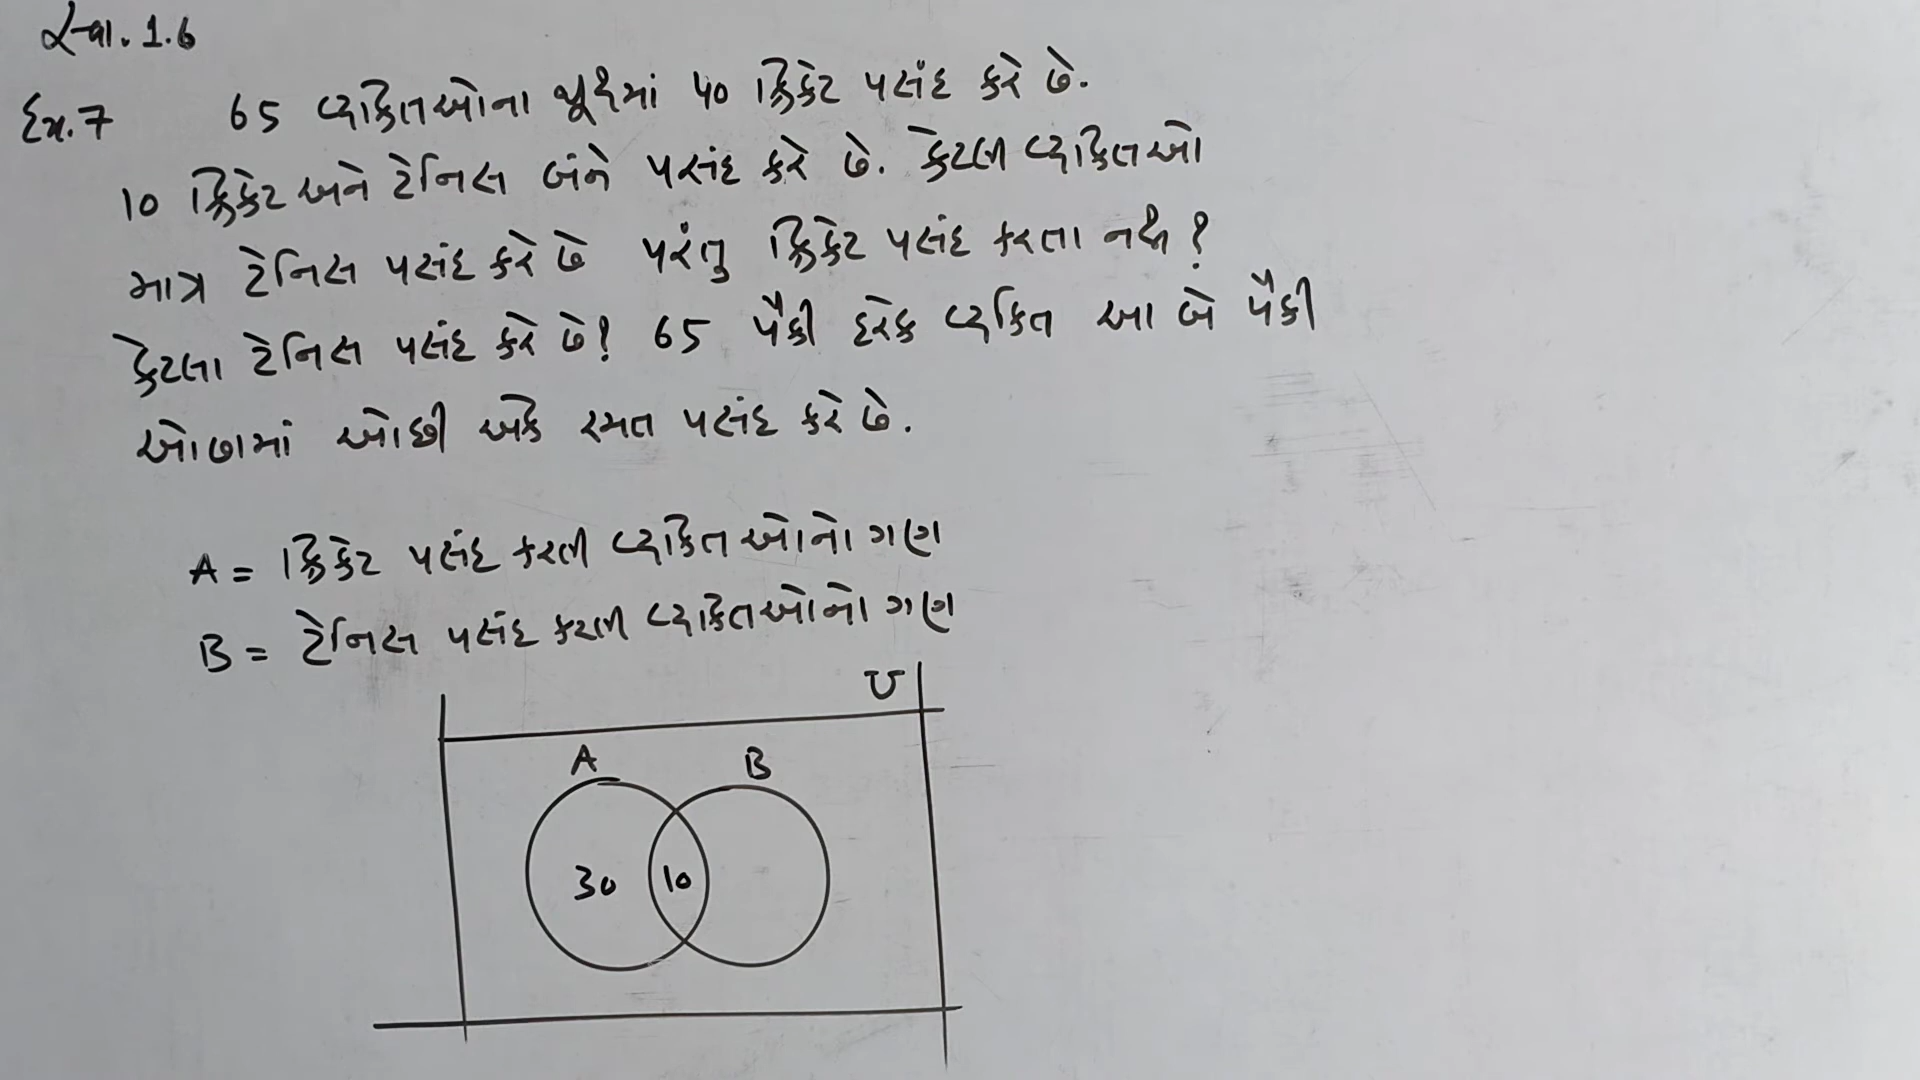 સ્વા. 1.6
Ex.7 65 વ્યક્તિઓના જૂથમાં 40 ક્રિકેટ પસંદ કરે છે.
10 ક્રિકેટ અને ટેનિસ બંને પસંદ કરે છે. કેટલી વ્યક્તિઓ
માત્ર ટેનિસ પસંદ કરે છે પરંતુ ક્રિકેટ પસંદ કરતા નથી?
કેટલા ટેનિસ પસંદ કરે છે? 65 પૈકી દરેક વ્યક્તિ આ બે પૈકી
ઓછામાં ઓછી એક રમત પસંદ કરે છે.
A = ક્રિકેટ પસંદ કરતી વ્યક્તિઓનો ગણ
B = ટેનિસ પસંદ કરતી વ્યક્તિઓનો ગણ
U
A B
30 10